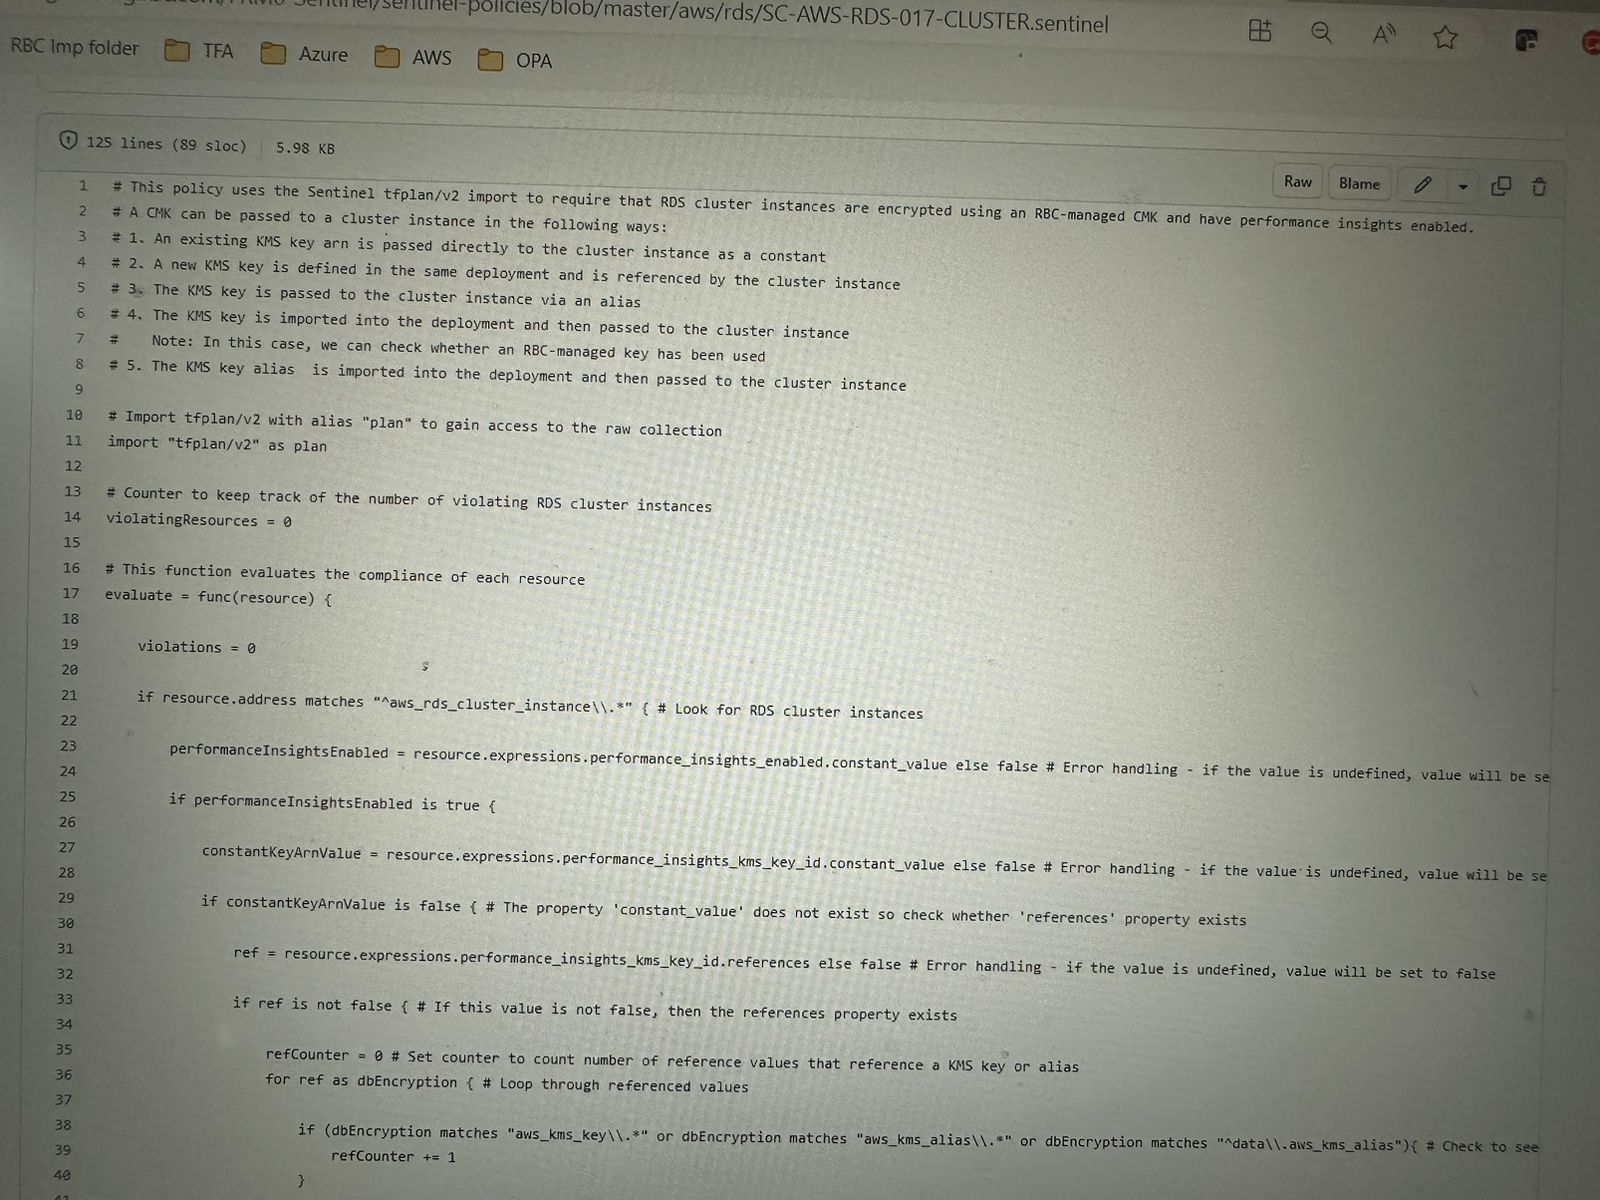 sentinel-policies/blob/master/aws/rds/SC-AWS-RDS-017-CLUSTER.sentinel
RBC Imp folder TFA Azure AWS OPA
125 lines (89 sloc) 5.98 KB
Raw Blame
1 # This policy uses the Sentinel tfplan/v2 import to require that RDS cluster instances are encrypted using an RBC-managed CMK and have performance insights enabled.
2 # A CMK can be passed to a cluster instance in the following ways:
3 # 1. An existing KMS key arn is passed directly to the cluster instance as a constant
4 # 2. A new KMS key is defined in the same deployment and is referenced by the cluster instance
5 # 3. The KMS key is passed to the cluster instance via an alias
6 # 4. The KMS key is imported into the deployment and then passed to the cluster instance
7 #    Note: In this case, we can check whether an RBC-managed key has been used
8 # 5. The KMS key alias  is imported into the deployment and then passed to the cluster instance
9
10 # Import tfplan/v2 with alias "plan" to gain access to the raw collection
11 import "tfplan/v2" as plan
12
13 # Counter to keep track of the number of violating RDS cluster instances
14 violatingResources = 0
15
16 # This function evaluates the compliance of each resource
17 evaluate = func(resource) {
18
19     violations = 0
20
21     if resource.address matches "^aws_rds_cluster_instance\\.*" { # Look for RDS cluster instances
22
23         performanceInsightsEnabled = resource.expressions.performance_insights_enabled.constant_value else false # Error handling - if the value is undefined, value will be se
24
25         if performanceInsightsEnabled is true {
26
27             constantKeyArnValue = resource.expressions.performance_insights_kms_key_id.constant_value else false # Error handling - if the value is undefined, value will be se
28
29             if constantKeyArnValue is false { # The property 'constant_value' does not exist so check whether 'references' property exists
30
31                 ref = resource.expressions.performance_insights_kms_key_id.references else false # Error handling - if the value is undefined, value will be set to false
32
33                 if ref is not false { # If this value is not false, then the references property exists
34
35                     refCounter = 0 # Set counter to count number of reference values that reference a KMS key or alias
36                     for ref as dbEncryption { # Loop through referenced values
37
38                         if (dbEncryption matches "aws_kms_key\\.*" or dbEncryption matches "aws_kms_alias\\.*" or dbEncryption matches "^data\\.aws_kms_alias"){ # Check to see
39                             refCounter += 1
40                         }